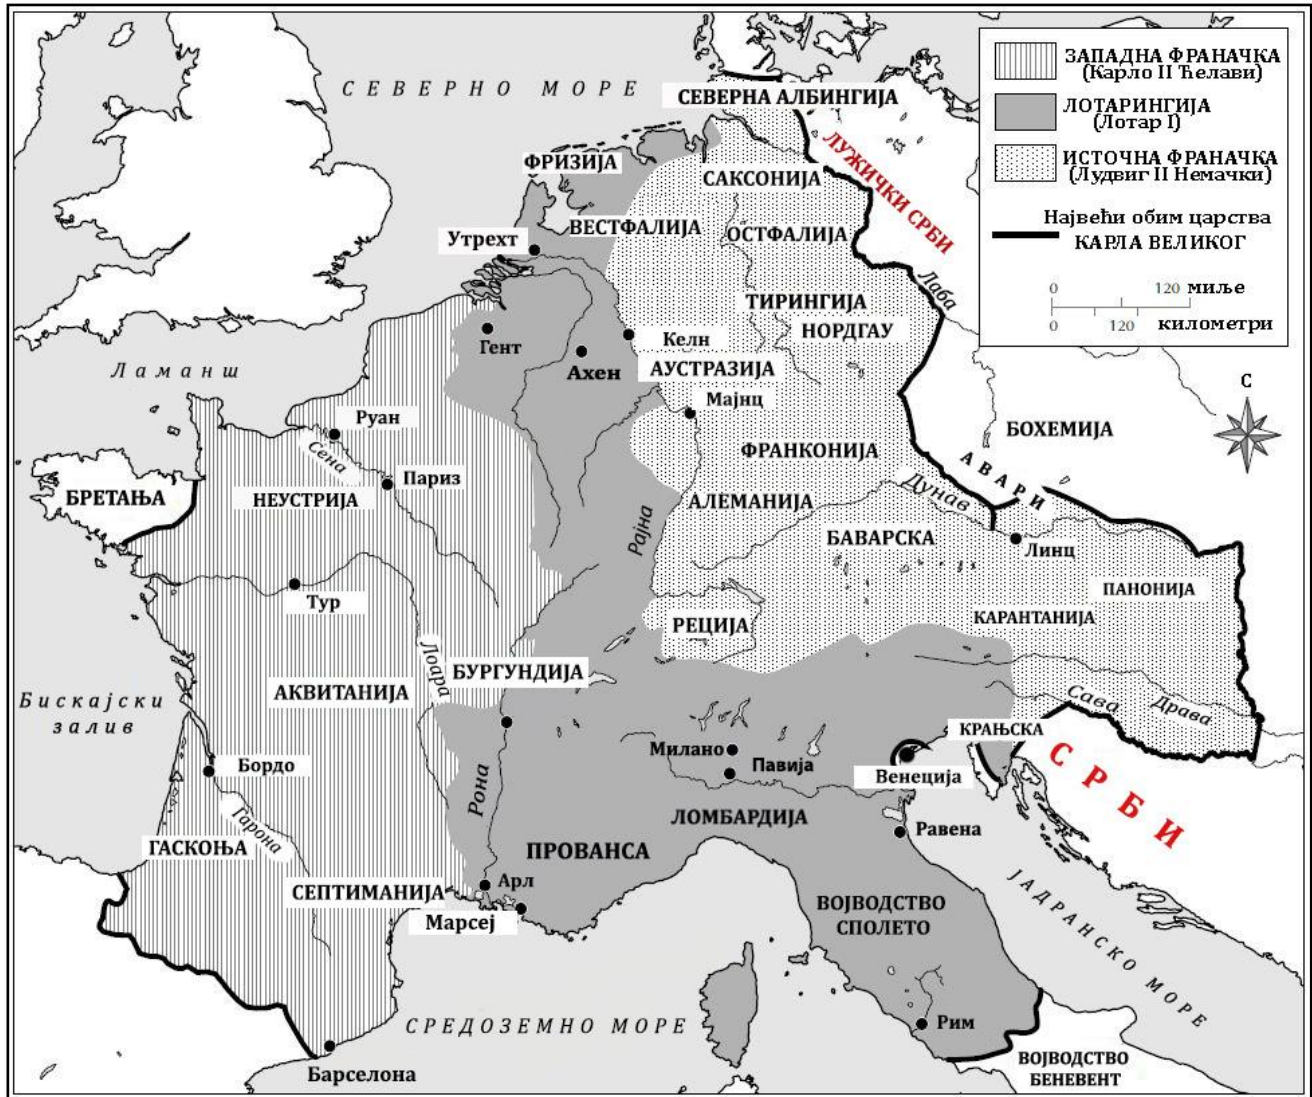 ЗАПАДНА ФРАНАЧКА
(Карло II Ћелави)
ЛОТАРИНГИЈА
(Лотар I)
ИСТОЧНА ФРАНАЧКА
(Лудвиг II Немачки)
Највећи обим царства
КАРЛА ВЕЛИКОГ
0 120 миље
0 120 километри
С
СЕВЕРНО МОРЕ
СЕВЕРНА АЛБИНГИЈА
ЛУЖИЧКИ СРБИ
ФРИЗИЈА
САКСОНИЈА
ВЕСТФАЛИЈА
ОСТФАЛИЈА
Утрехт
Лаба
ТИРИНГИЈА
НОРДГАУ
Гент
Келн
Ахен
АУСТРАЗИЈА
Ламанш
Мајнц
Руан
Сена
БОХЕМИЈА
ФРАНКОНИЈА
АВАРИ
Париз
БРЕТАЊА
НЕУСТРИЈА
АЛЕМАНИЈА
Дунав
Рајна
БАВАРСКА
Линц
ПАНОНИЈА
Тур
КАРАНТАНИЈА
РЕЦИЈА
Лоара
БУРГУНДИЈА
АКВИТАНИЈА
Бискајски
залив
Сава
Драва
КРАЊСКА
СРБИ
Милано
Павија
Венеција
Бордо
Рона
Гарона
ЛОМБАРДИЈА
Равена
ГАСКОЊА
ПРОВАНСА
СЕПТИМАНИЈА
Арл
Марсеј
ВОЈВОДСТВО
СПОЛЕТО
ЈАДРАНСКО МОРЕ
СРЕДОЗЕМНО МОРЕ
Рим
Барселона
ВОЈВОДСТВО
БЕНЕВЕНТ